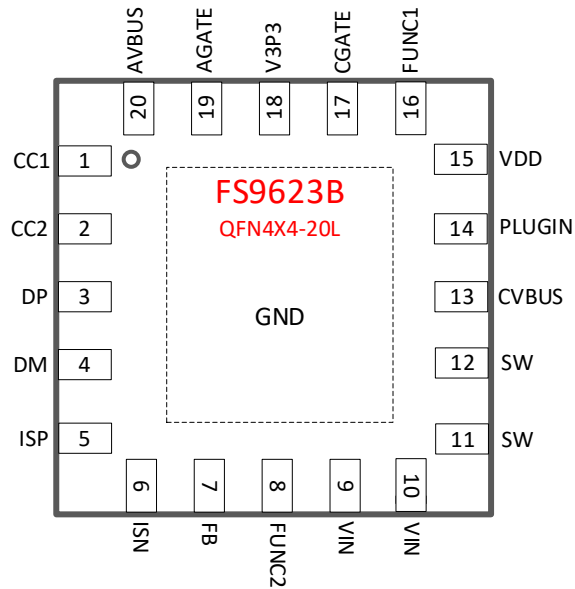 AVBUS
AGATE
V3P3
CGATE
FUNC1
20
19
18
17
16
CC1 1
15 VDD
CC2 2
14 PLUGIN
DP 3
13 CVBUS
DM 4
12 SW
ISP 5
11 SW
FS9623B
QFN4X4-20L
GND
6
7
8
9
10
ISN
FB
FUNC2
VIN
VIN